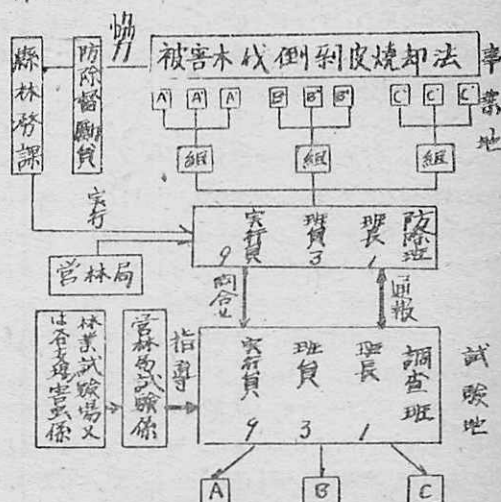 被害木伐倒剥皮焼却法
事業地
縣林務課
防除督励員
A A A B B B C C C
組 組 組
実行
営林局
防除班
班長 1
班員 3
実行員 9
問合せ
通報
試験地
調査班
班長 1
班員 3
実行員 9
指導
営林局試験係
林業試験場又
は各支場害虫係
A B C